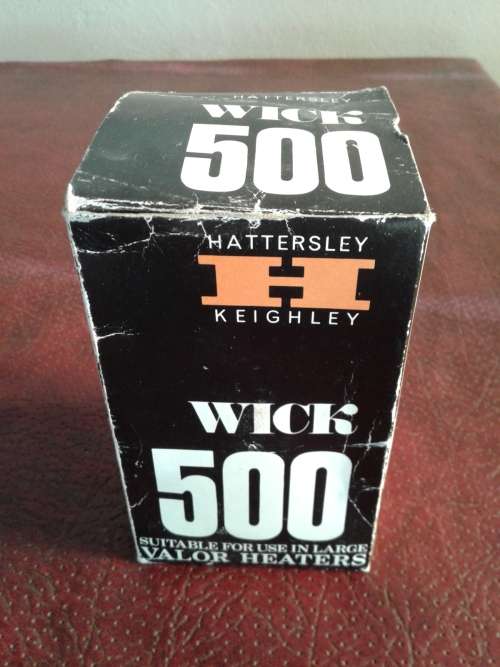 HATTERSLEY
WICK
500
HATTERSLEY
H
KEIGHLEY
WICK
500
SUITABLE FOR USE IN LARGE
VALOR HEATERS